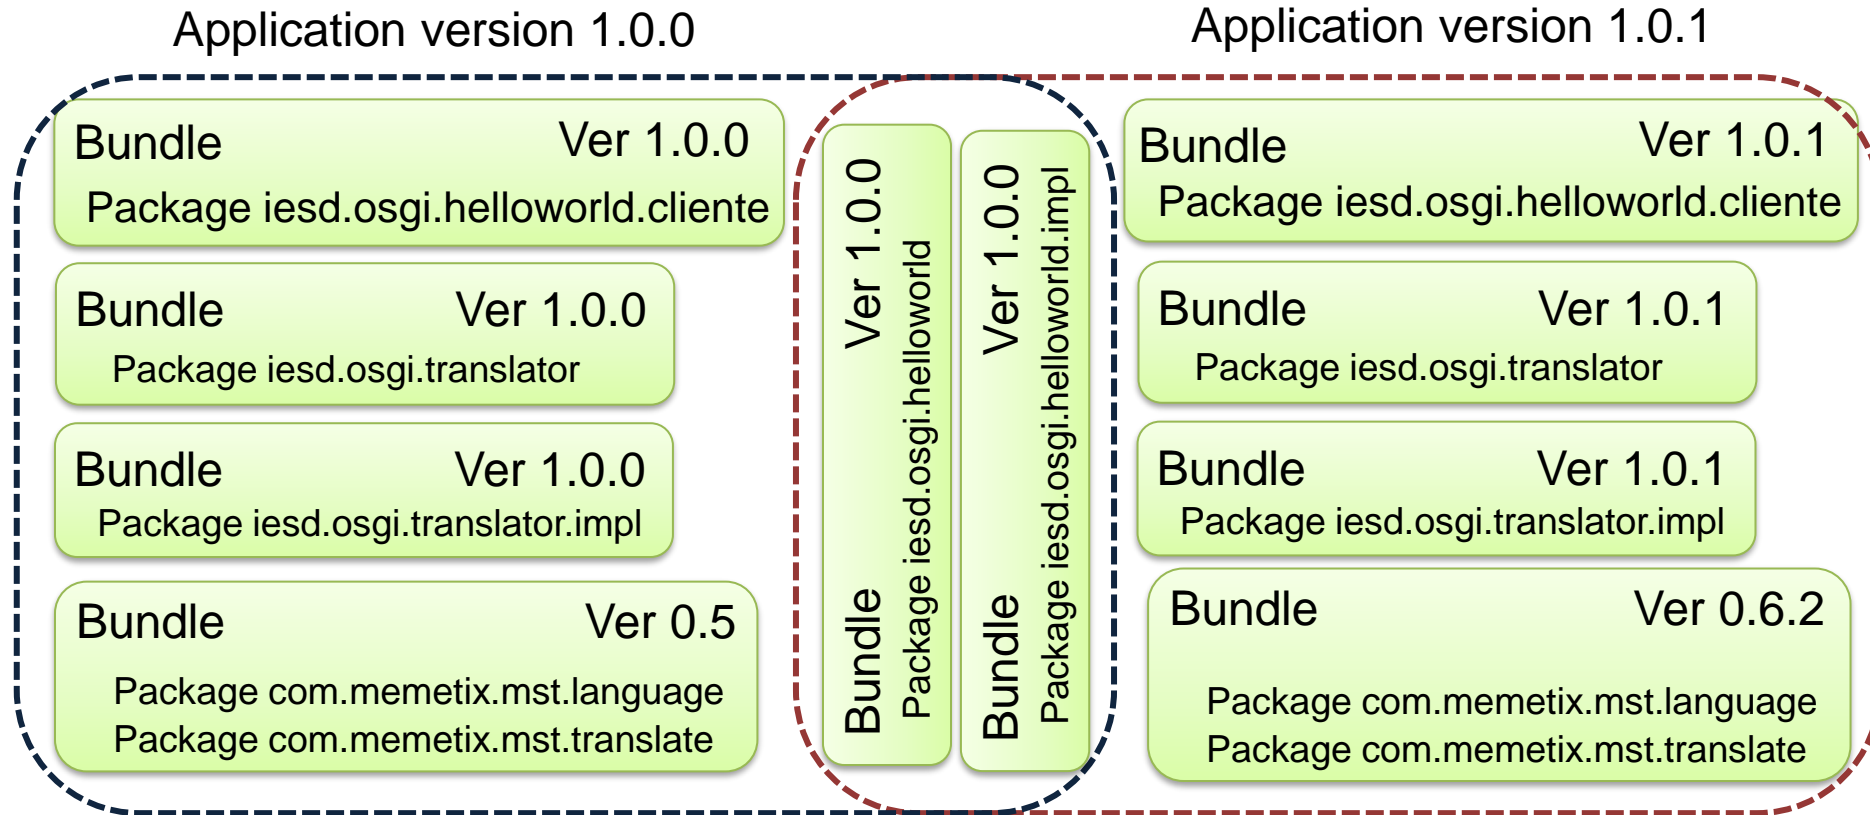 Application version 1.0.0
Application version 1.0.1
Bundle Ver 1.0.0
Package iesd.osgi.helloworld.cliente
Bundle Ver 1.0.0
Package iesd.osgi.translator
Bundle Ver 1.0.0
Package iesd.osgi.translator.impl
Bundle Ver 0.5
Package com.memetix.mst.language
Package com.memetix.mst.translate
Bundle Ver 1.0.0
Package iesd.osgi.helloworld
Bundle Ver 1.0.0
Package iesd.osgi.helloworld.impl
Bundle Ver 1.0.1
Package iesd.osgi.helloworld.cliente
Bundle Ver 1.0.1
Package iesd.osgi.translator
Bundle Ver 1.0.1
Package iesd.osgi.translator.impl
Bundle Ver 0.6.2
Package com.memetix.mst.language
Package com.memetix.mst.translate